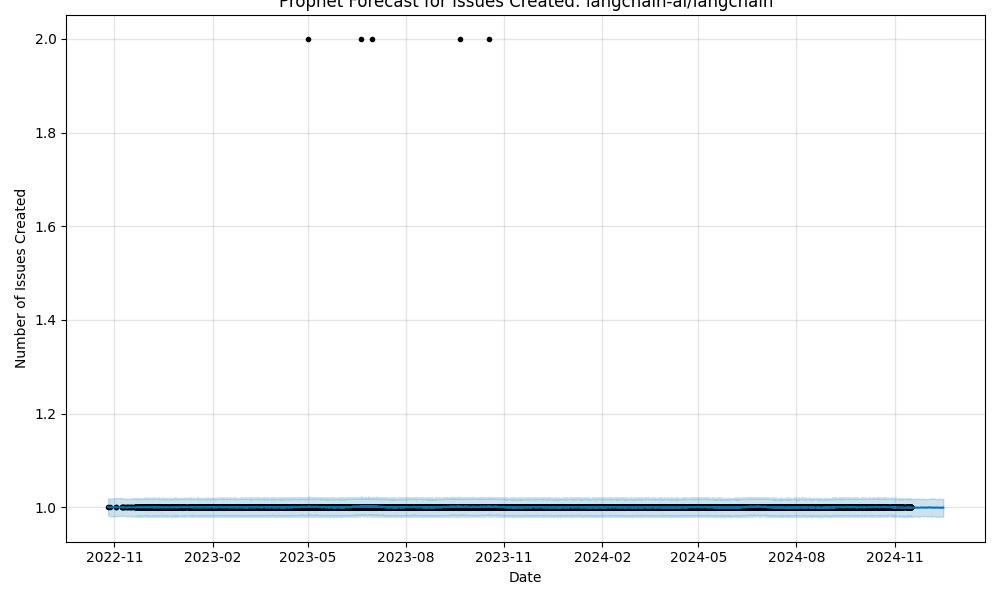 Prophet Forecast for Issues Created: langchain-ai/langchain
2.0
1.8
1.6
1.4
1.2
1.0
Number of Issues Created
2022-11 2023-02 2023-05 2023-08 2023-11 2024-02 2024-05 2024-08 2024-11
Date